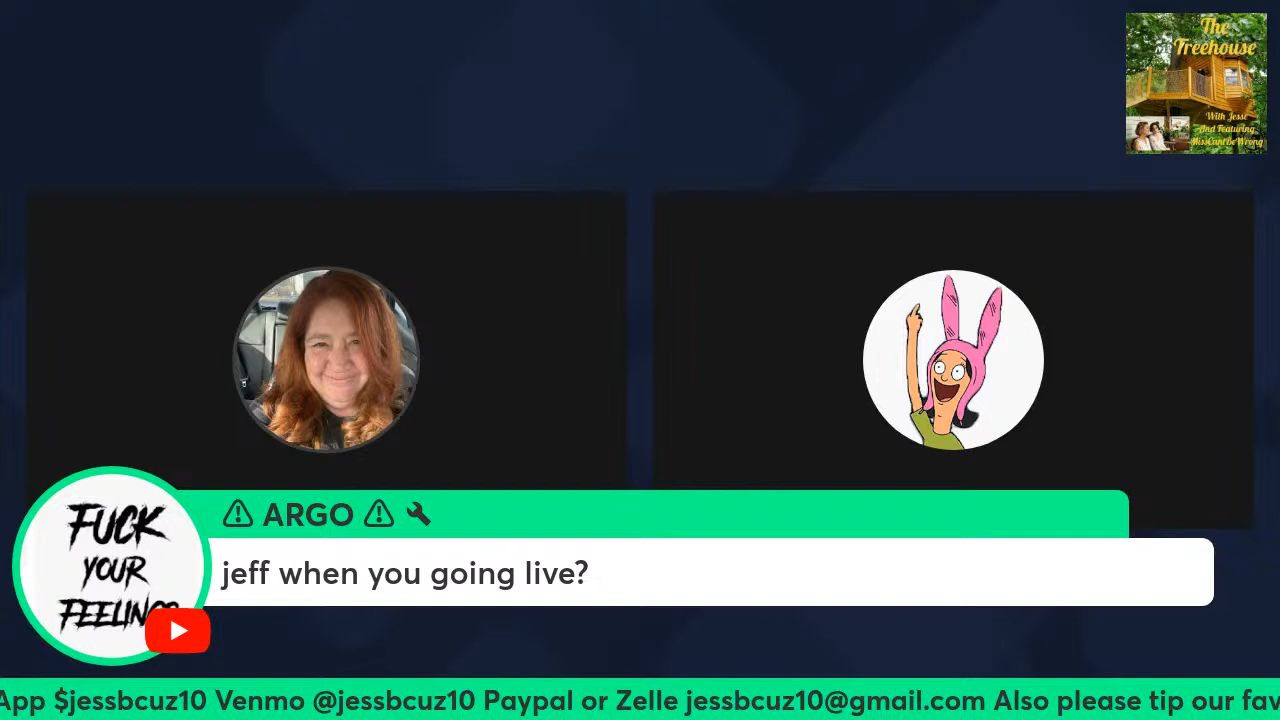 The
Treehouse
With Jesse
And Featuring
MissCantBeWrong
ARGO
jeff when you going live?
FUCK
YOUR
FEELINGS
App $jessbcuz10 Venmo @jessbcuz10 Paypal or Zelle jessbcuz10@gmail.com Also please tip our fav